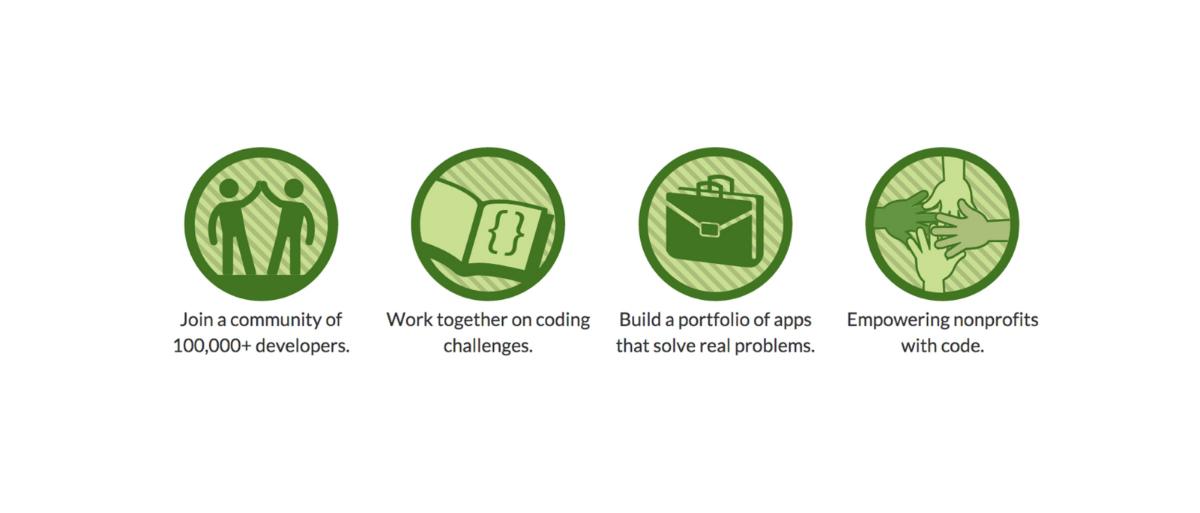 { }
Join a community of
100,000+ developers.
Work together on coding
challenges.
Build a portfolio of apps
that solve real problems.
Empowering nonprofits
with code.